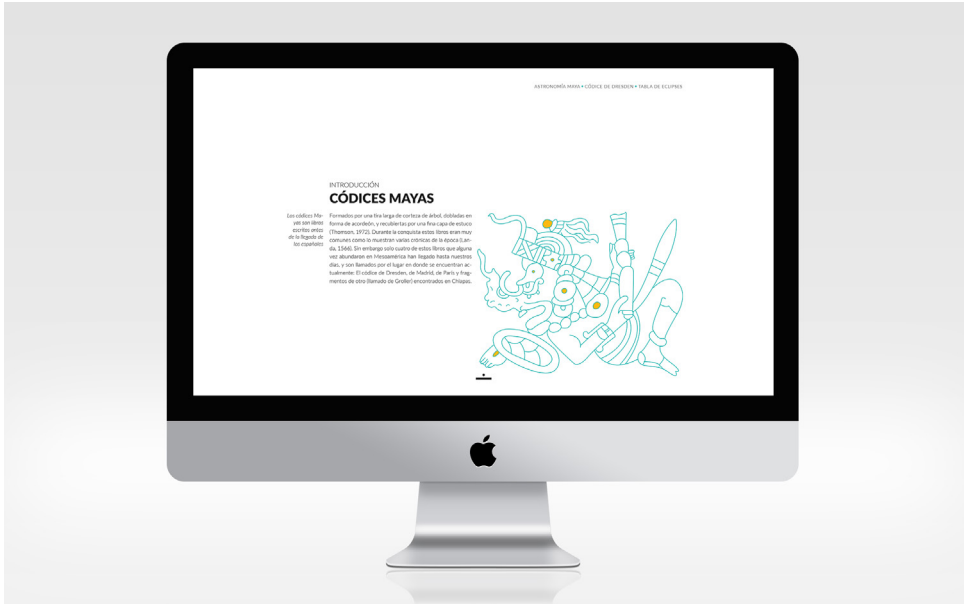 ASTRONOMÍA MAYA • CÓDICE DE DRESDEN • TABLA DE ECLIPSES
INTRODUCCIÓN
CÓDICES MAYAS
Los códices Ma-
yas son libros
escritos antes
de la llegada de
los españoles
Formados por una tira larga de corteza de árbol, dobladas en
forma de acordeón, y recubiertas por una fina capa de estuco
(Thomson, 1972). Durante la conquista estos libros eran muy
comunes como lo muestran varias crónicas de la época (Lan-
da, 1566). Sin embargo solo cuatro de estos libros que alguna
vez abundaron en Mesoamérica han llegado hasta nuestros
días, y son llamados por el lugar en donde se encuentran ac-
tualmente: El códice de Dresden, de Madrid, de París y frag-
mentos de otro (llamado de Grolier) encontrados en Chiapas.